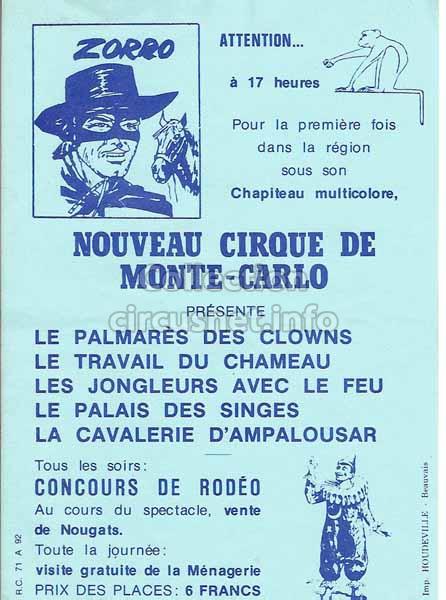 ZORRO
ATTENTION...
à 17 heures
Pour la première fois
dans la région
sous son
Chapiteau multicolore,
NOUVEAU CIRQUE DE
MONTE-CARLO
Collection
circusnet.info
PRÉSENTE
LE PALMARÈS DES CLOWNS
LE TRAVAIL DU CHAMEAU
LES JONGLEURS AVEC LE FEU
LE PALAIS DES SINGES
LA CAVALERIE D'AMPALOUSAR
Tous les soirs:
CONCOURS DE RODÉO
Au cours du spectacle, vente
de Nougats.
Toute la journée:
visite gratuite de la Ménagerie
PRIX DES PLACES: 6 FRANCS
R.C. 71 A 92
Imp. HOUDEVILLE - Beauvais